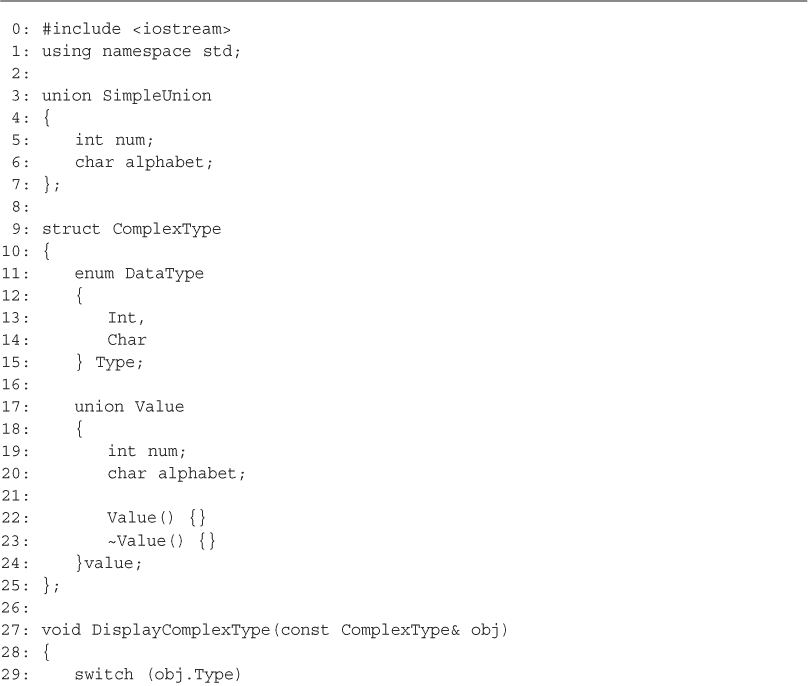 0: #include <iostream>
1: using namespace std;
2:
3: union SimpleUnion
4: {
5:    int num;
6:    char alphabet;
7: };
8:
9: struct ComplexType
10: {
11:    enum DataType
12:    {
13:       Int,
14:       Char
15:    } Type;
16:
17:    union Value
18:    {
19:       int num;
20:       char alphabet;
21:
22:       Value() {}
23:       ~Value() {}
24:    }value;
25: };
26:
27: void DisplayComplexType(const ComplexType& obj)
28: {
29:    switch (obj.Type)